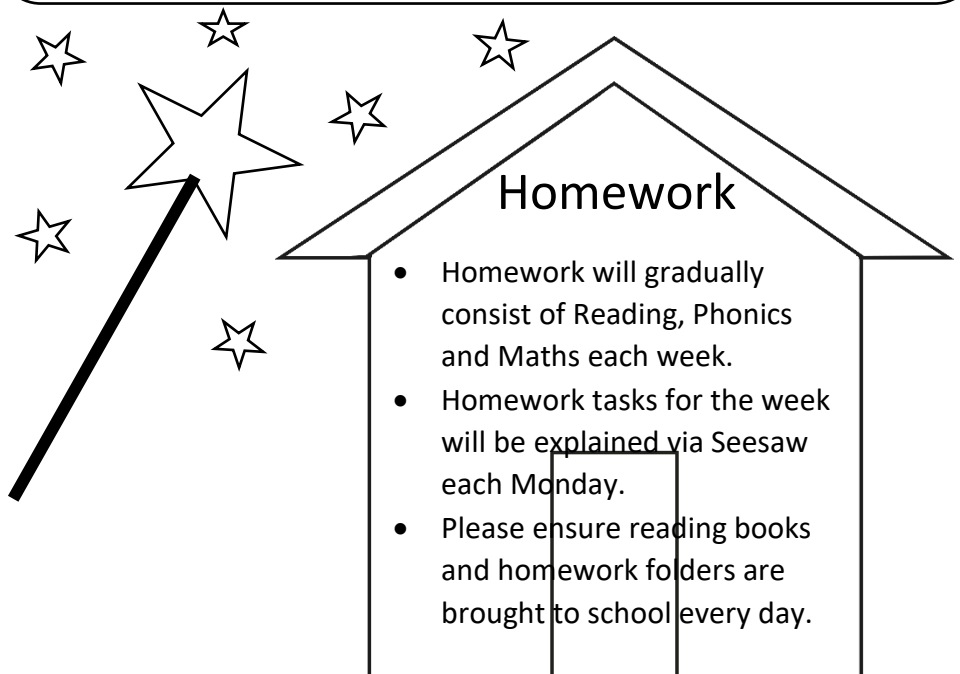 Homework
• Homework will gradually
consist of Reading, Phonics
and Maths each week.
• Homework tasks for the week
will be explained via Seesaw
each Monday.
• Please ensure reading books
and homework folders are
brought to school every day.